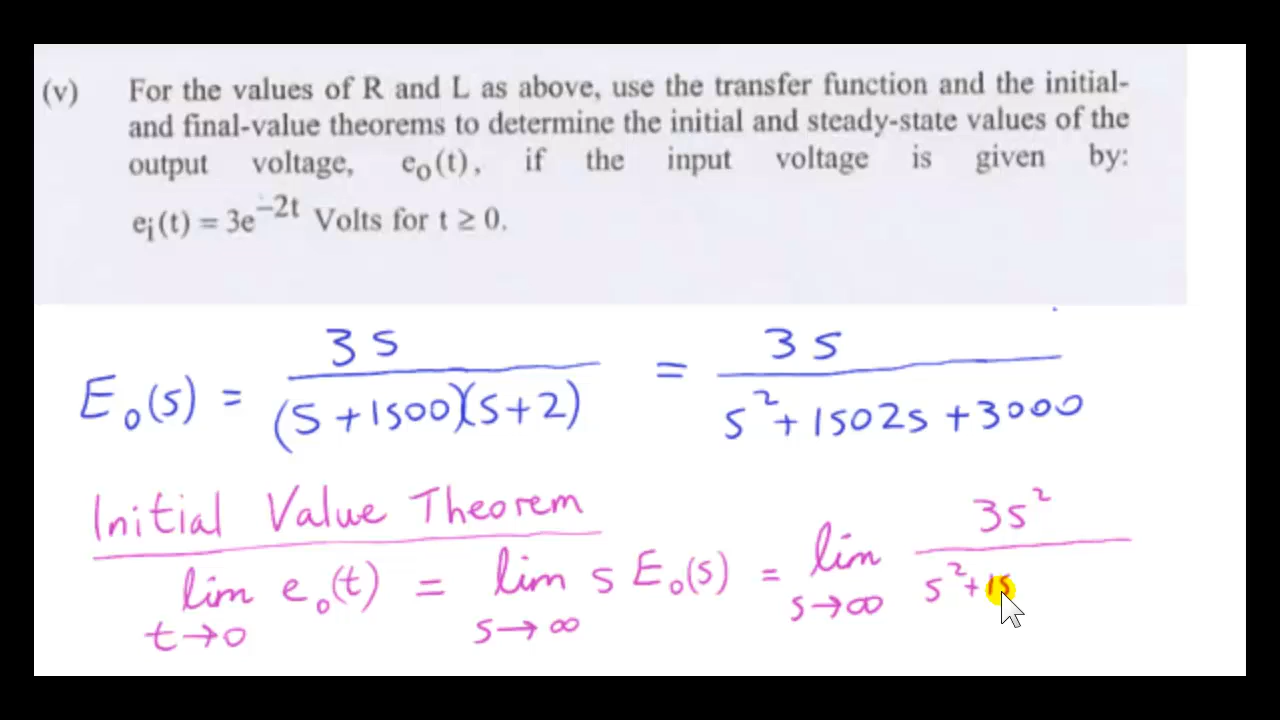 (v) For the values of R and L as above, use the transfer function and the initial-
and final-value theorems to determine the initial and steady-state values of the
output voltage, eₒ(t), if the input voltage is given by:
eᵢ(t) = 3e⁻²ᵗ Volts for t ≥ 0.
E₀(s) = 3s / (s+1500)(s+2) = 3s / s²+1502s+3000
Initial Value Theorem
lim t→0 e₀(t) = lim s→∞ s E₀(s) = lim s→∞ 3s² / s²+15